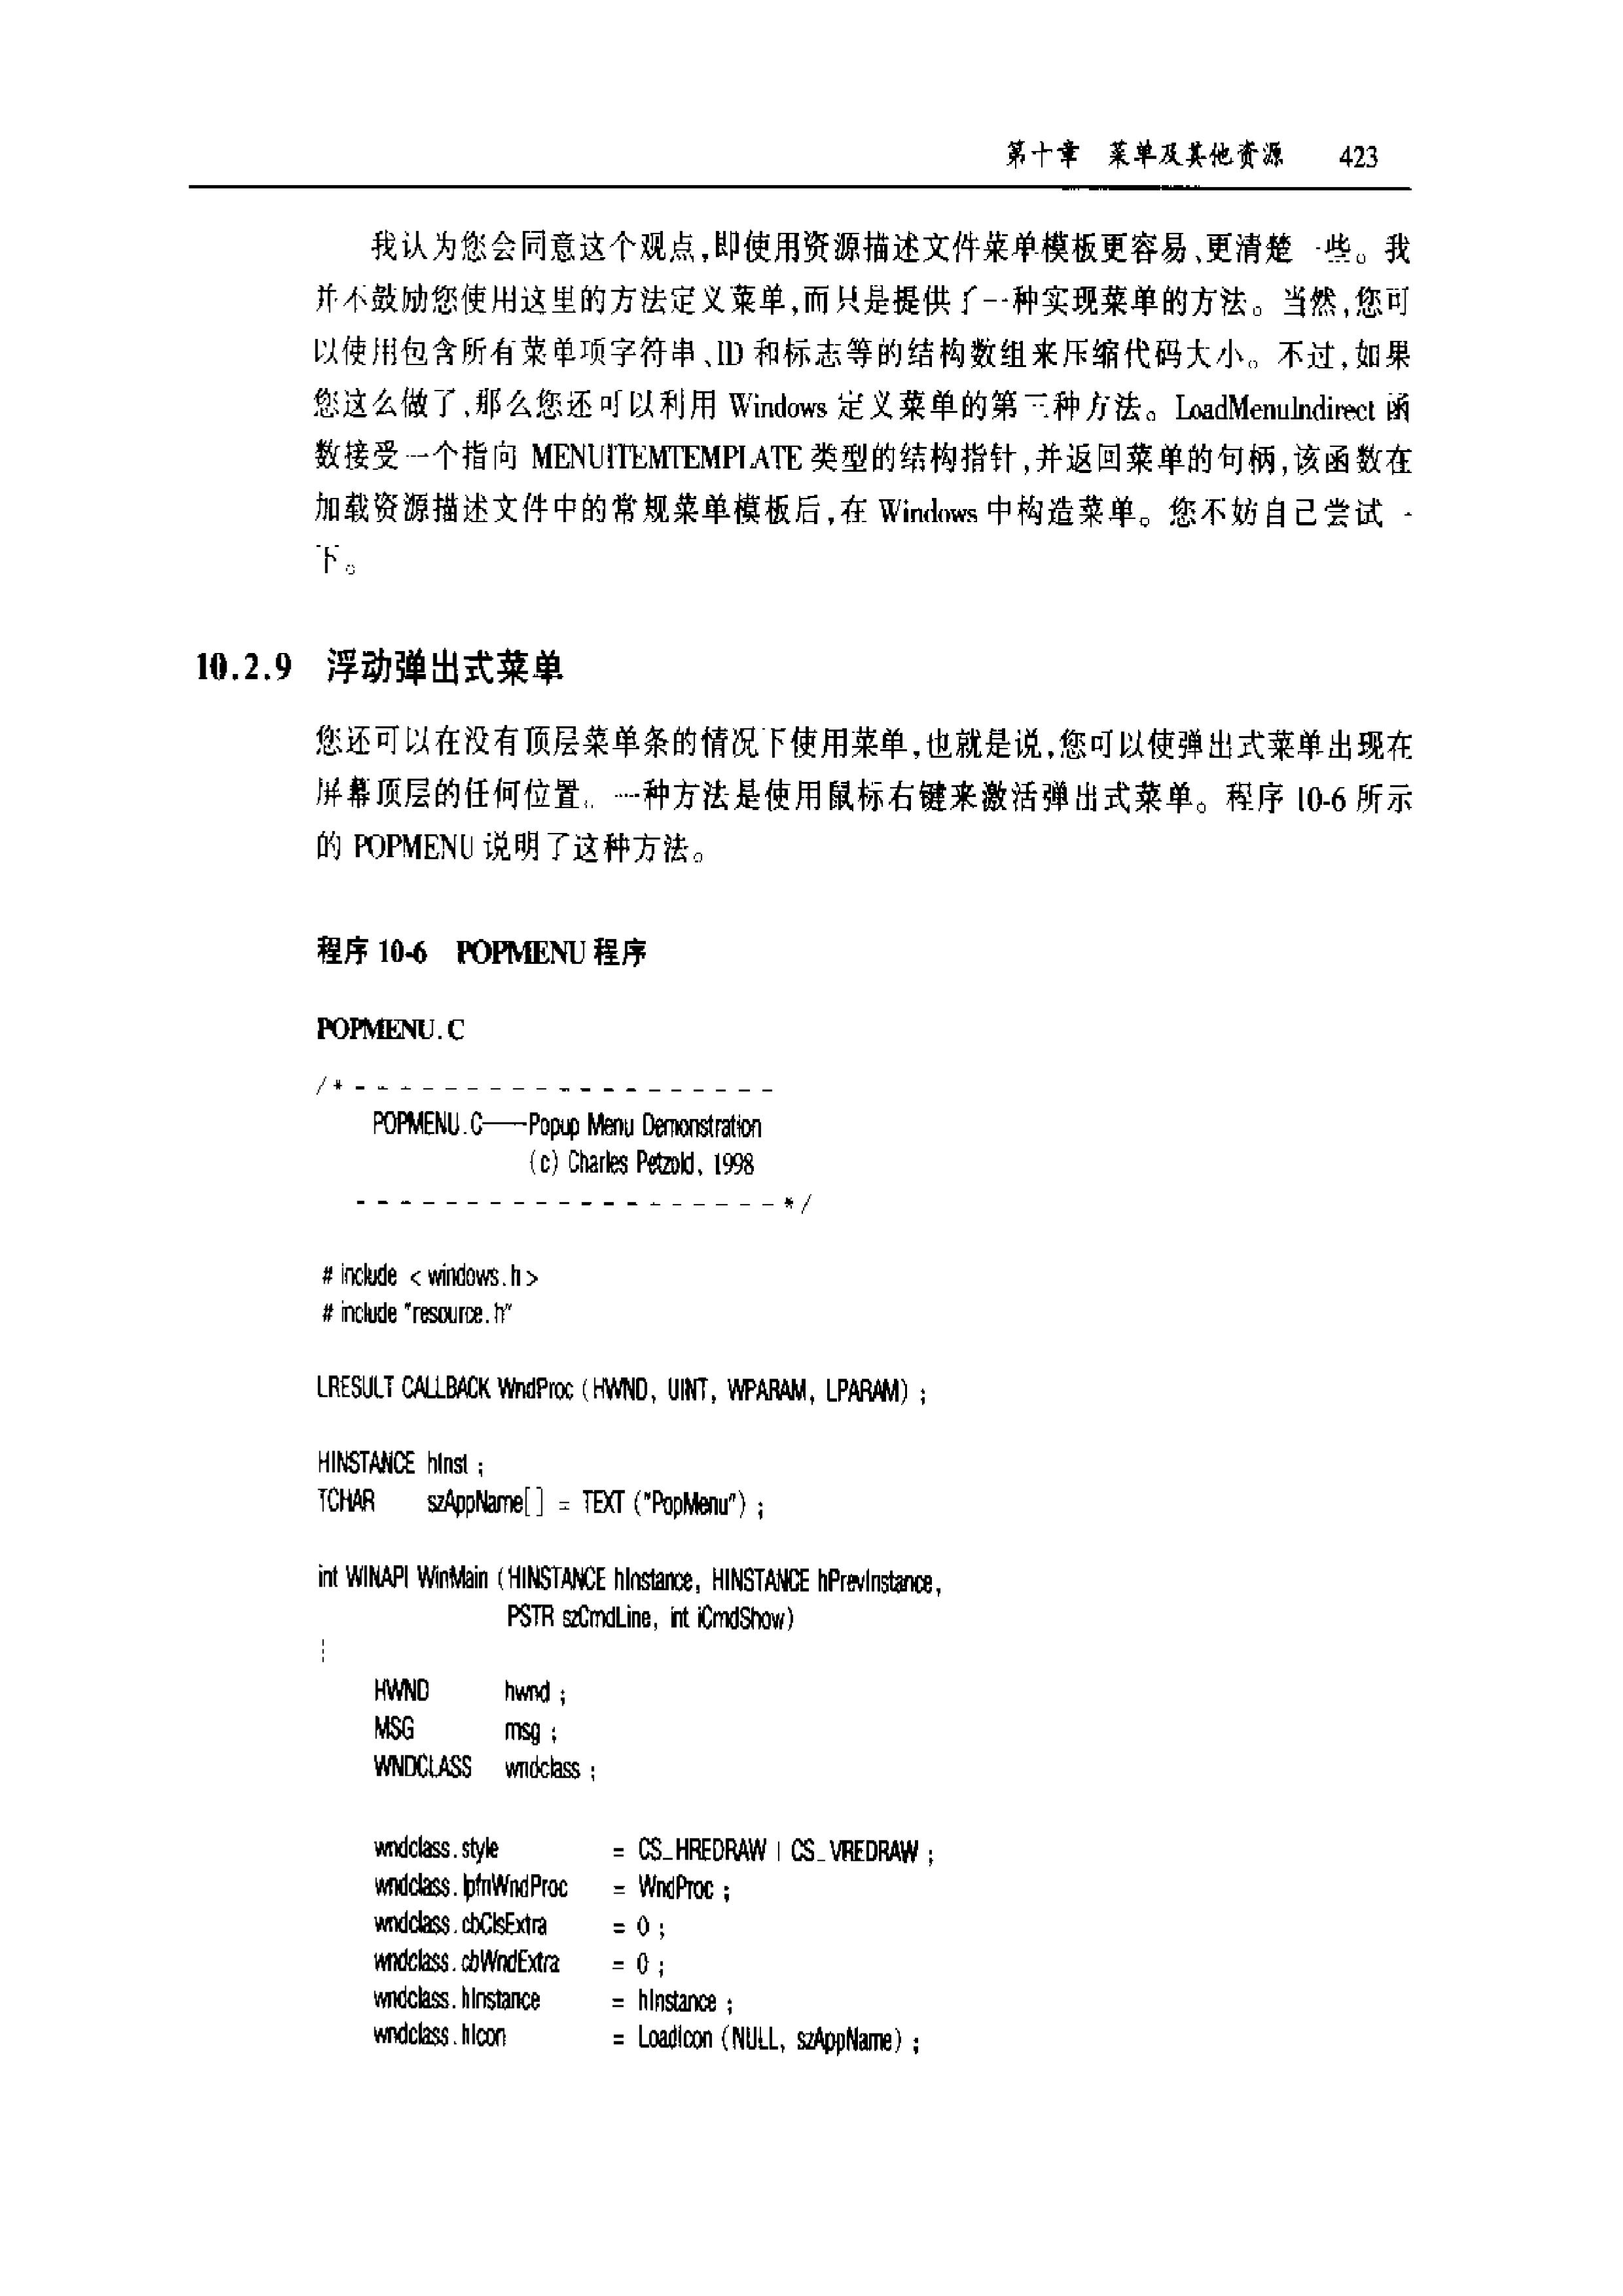 第十章 菜单及其他资源 423
我认为您会同意这个观点,即使用资源描述文件菜单模板更容易、更清楚一些。我
并不鼓励您使用这里的方法定义菜单,而只是提供了一种实现菜单的方法。当然,您可
以使用包含所有菜单项字符串、ID 和标志等的结构数组来压缩代码大小。不过,如果
您这么做了,那么您还可以利用 Windows 定义菜单的第三种方法。LoadMenuIndirect 函
数接受一个指向 MENUITEMTEMPLATE 类型的结构指针,并返回菜单的句柄,该函数在
加载资源描述文件中的常规菜单模板后,在 Windows 中构造菜单。您不妨自己尝试一
下。
10.2.9 浮动弹出式菜单
您还可以在没有顶层菜单条的情况下使用菜单,也就是说,您可以使弹出式菜单出现在
屏幕顶层的任何位置。一种方法是使用鼠标右键来激活弹出式菜单。程序 10-6 所示
的 POPMENU 说明了这种方法。
程序 10-6 POPMENU 程序
POPMENU.C
/* - - - - - - - - - - - - - - - - - - -
POPMENU.C——Popup Menu Demonstration
(c) Charles Petzold, 1998
- - - - - - - - - - - - - - - - - - - */
# include < windows.h >
# include "resource.h"
LRESULT CALLBACK WndProc (HWND, UINT, WPARAM, LPARAM) ;
HINSTANCE hInst ;
TCHAR szAppName[ ] = TEXT ("PopMenu") ;
int WINAPI WinMain (HINSTANCE hInstance, HINSTANCE hPrevInstance,
PSTR szCmdLine, int iCmdShow)
{
HWND hwnd ;
MSG msg ;
WNDCLASS wndclass ;
wndclass.style = CS_HREDRAW | CS_VREDRAW ;
wndclass.lpfnWndProc = WndProc ;
wndclass.cbClsExtra = 0 ;
wndclass.cbWndExtra = 0 ;
wndclass.hInstance = hInstance ;
wndclass.hIcon = LoadIcon (NULL, szAppName) ;